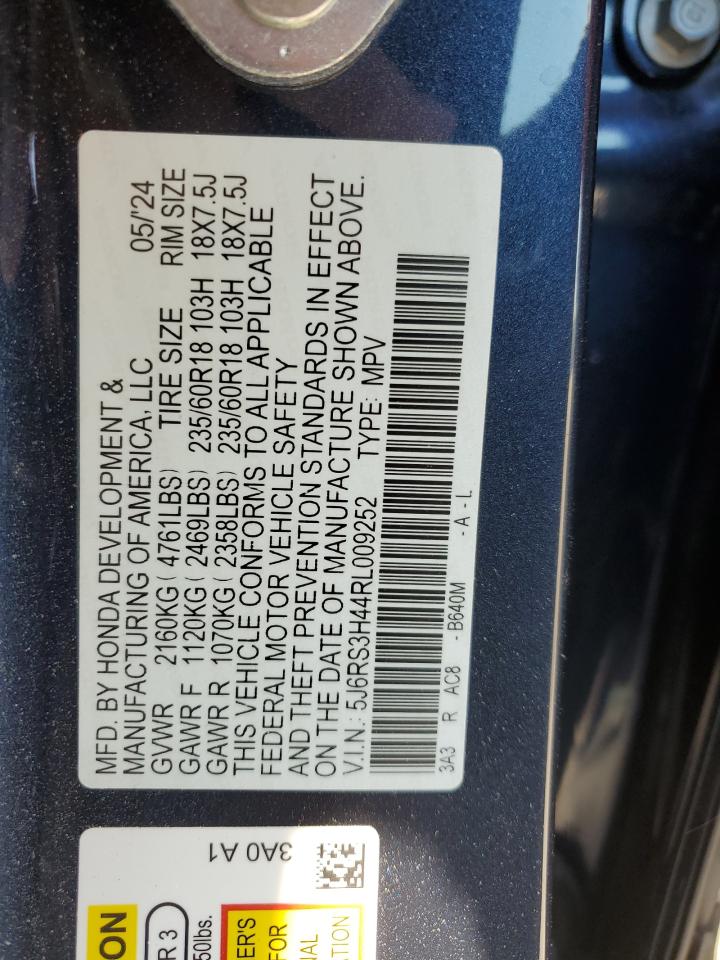 MFD. BY HONDA DEVELOPMENT &
MANUFACTURING OF AMERICA, LLC 05/'24
GVWR 2160KG ( 4761LBS) TIRE SIZE RIM SIZE
GAWR F 1120KG ( 2469LBS) 235/60R18 103H 18X7.5J
GAWR R 1070KG ( 2358LBS) 235/60R18 103H 18X7.5J
THIS VEHICLE CONFORMS TO ALL APPLICABLE
FEDERAL MOTOR VEHICLE SAFETY
AND THEFT PREVENTION STANDARDS IN EFFECT
ON THE DATE OF MANUFACTURE SHOWN ABOVE.
V.I.N.: 5J6RS3H44RL009252 TYPE: MPV
3A3 R AC8 - B640M - A - L
3A0 A1
ON
R 3
50lbs.
ER'S
FOR
NAL
TION